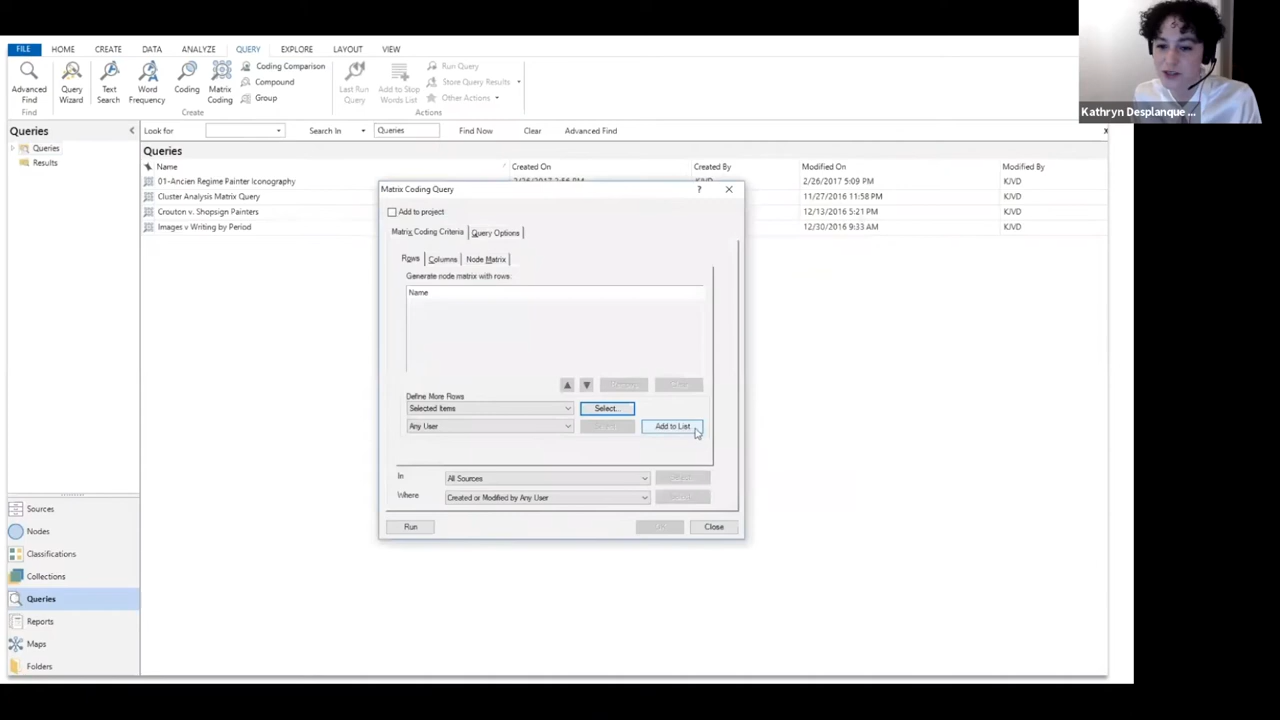 Kathryn Desplanque ...
FILE HOME CREATE DATA ANALYZE QUERY EXPLORE LAYOUT VIEW
Advanced Find
Query Wizard
Text Search
Word Frequency
Coding
Matrix Coding
Coding Comparison
Compound
Group
Last Run Query
Add to Stop Words List
Run Query
Store Query Results
Other Actions
Find Create Actions
Queries
Look for Search In Queries Find Now Clear Advanced Find
Queries
Results
Queries
Name Created On Created By Modified On Modified By
01-Ancien Regime Painter Iconography 2/26/2017 5:09 PM KJVD
Cluster Analysis Matrix Query 11/27/2016 11:58 PM KJVD
Crouton v. Shopsign Painters 12/13/2016 5:21 PM KJVD
Images v Writing by Period 12/30/2016 9:33 AM KJVD
Matrix Coding Query ?
Add to project
Matrix Coding Criteria Query Options
Rows Columns Node Matrix
Generate node matrix with rows:
Name
Define More Rows
Selected Items Select...
Any User Add to List
In All Sources
Where Created or Modified by Any User
Run Close
Sources
Nodes
Classifications
Collections
Queries
Reports
Maps
Folders